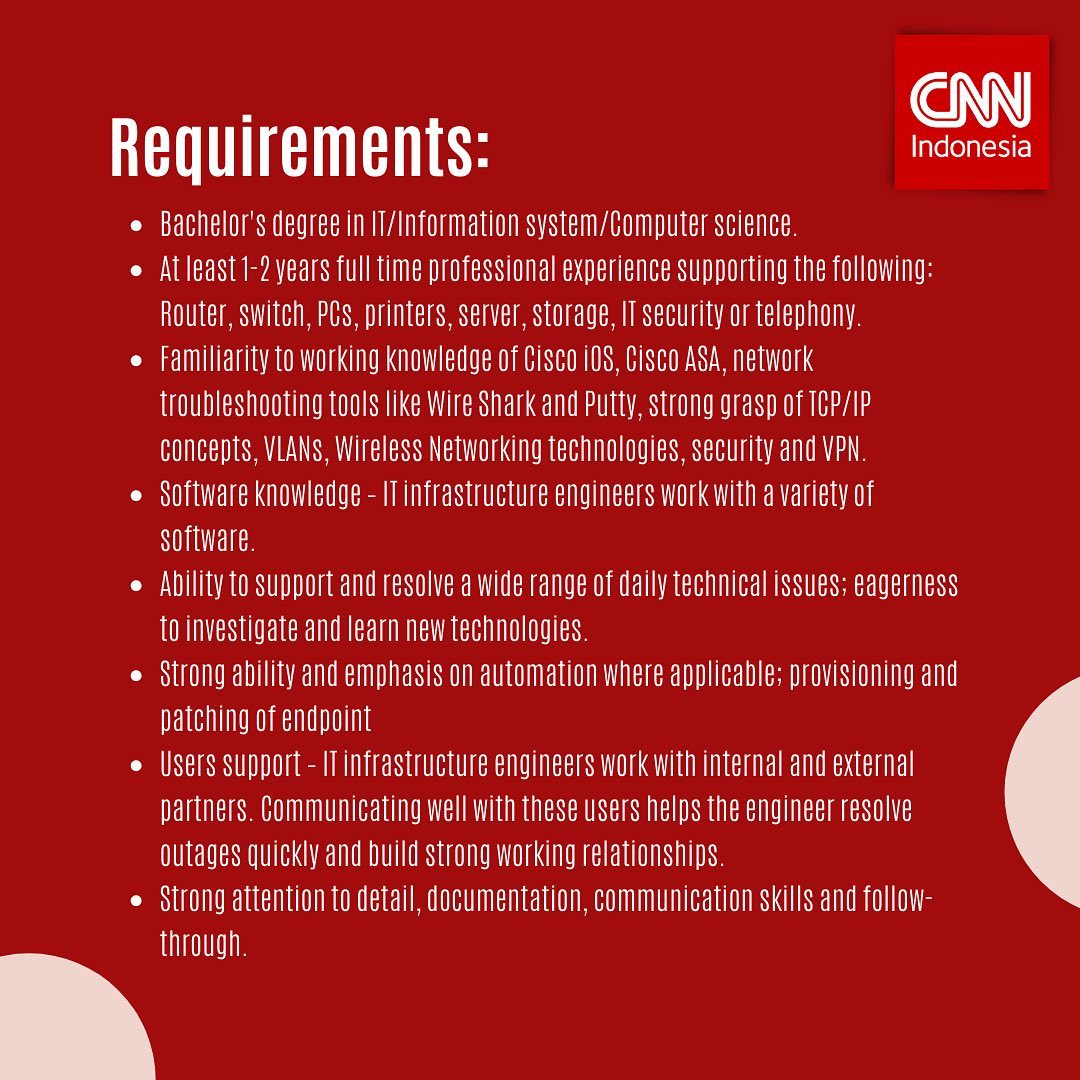 CNN
Indonesia
Requirements:
• Bachelor's degree in IT/Information system/Computer science.
• At least 1-2 years full time professional experience supporting the following:
Router, switch, PCs, printers, server, storage, IT security or telephony.
• Familiarity to working knowledge of Cisco iOS, Cisco ASA, network
troubleshooting tools like Wire Shark and Putty, strong grasp of TCP/IP
concepts, VLANs, Wireless Networking technologies, security and VPN.
• Software knowledge – IT infrastructure engineers work with a variety of
software.
• Ability to support and resolve a wide range of daily technical issues; eagerness
to investigate and learn new technologies.
• Strong ability and emphasis on automation where applicable; provisioning and
patching of endpoint
• Users support – IT infrastructure engineers work with internal and external
partners. Communicating well with these users helps the engineer resolve
outages quickly and build strong working relationships.
• Strong attention to detail, documentation, communication skills and follow-
through.